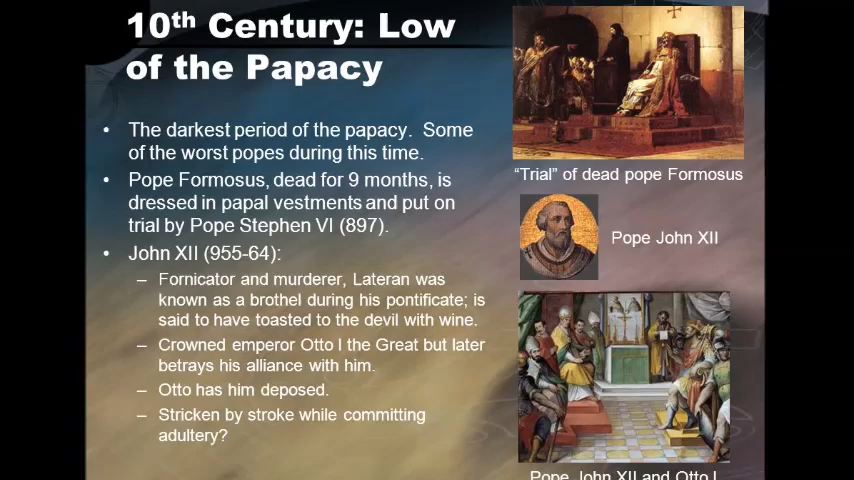 10th Century: Low
of the Papacy
• The darkest period of the papacy. Some
of the worst popes during this time.
• Pope Formosus, dead for 9 months, is
dressed in papal vestments and put on
trial by Pope Stephen VI (897).
• John XII (955-64):
– Fornicator and murderer, Lateran was
known as a brothel during his pontificate; is
said to have toasted to the devil with wine.
– Crowned emperor Otto I the Great but later
betrays his alliance with him.
– Otto has him deposed.
– Stricken by stroke while committing
adultery?
“Trial” of dead pope Formosus
Pope John XII
Pope John XII and Otto I